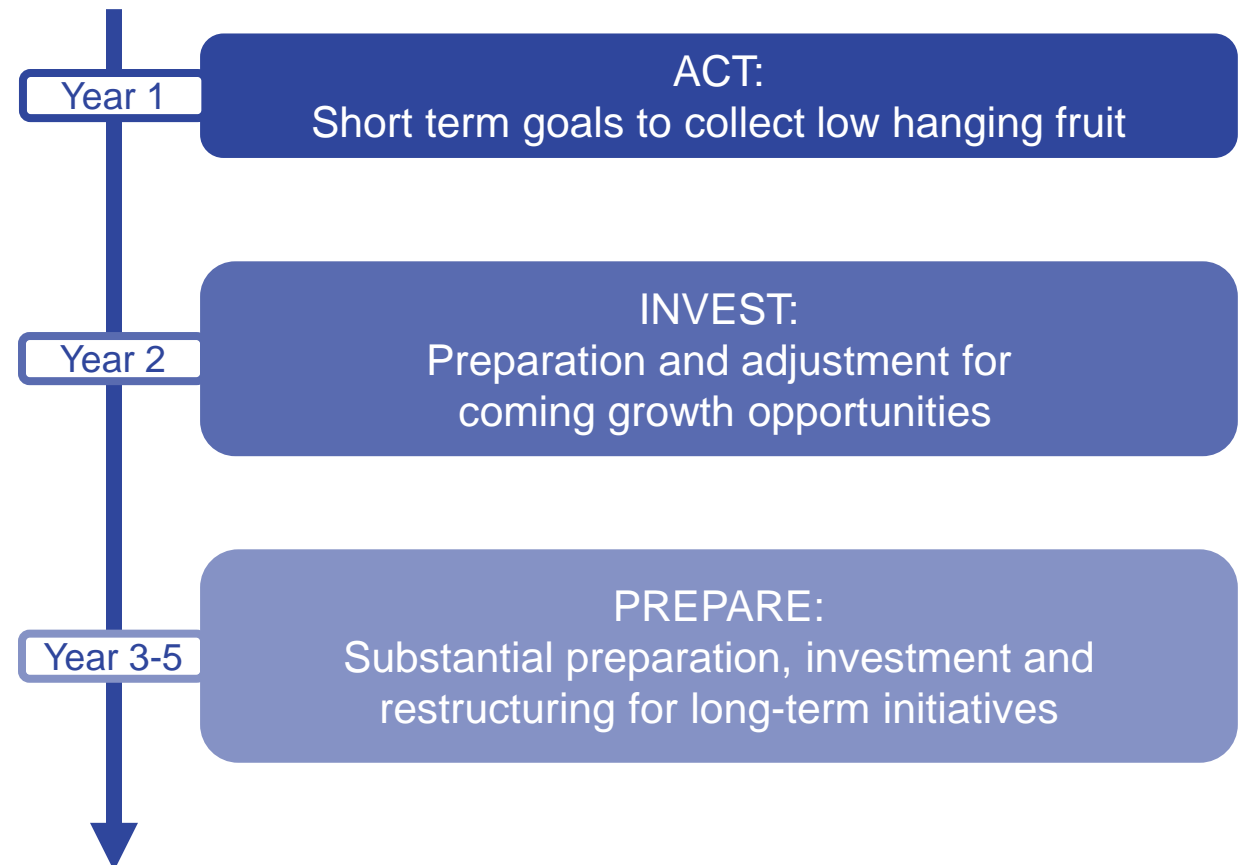 Year 1
ACT:
Short term goals to collect low hanging fruit
Year 2
INVEST:
Preparation and adjustment for
coming growth opportunities
Year 3-5
PREPARE:
Substantial preparation, investment and
restructuring for long-term initiatives